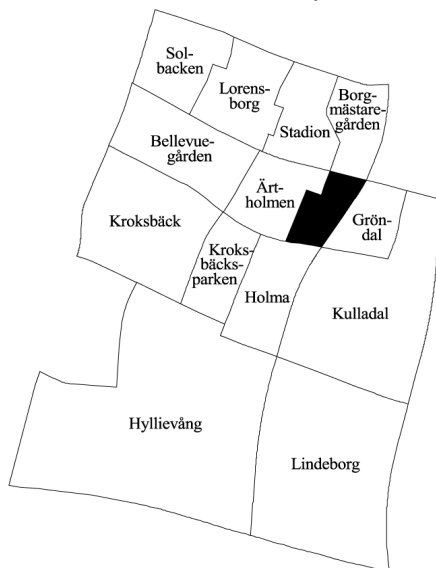 Sol-
backen
Lorens-
borg
Borg-
mästare-
gården
Stadion
Bellevue-
gården
Ärt-
holmen
Kroksbäck
Grön-
dal
Kroks-
bäcks-
parken
Holma
Kulladal
Hyllievång
Lindeborg